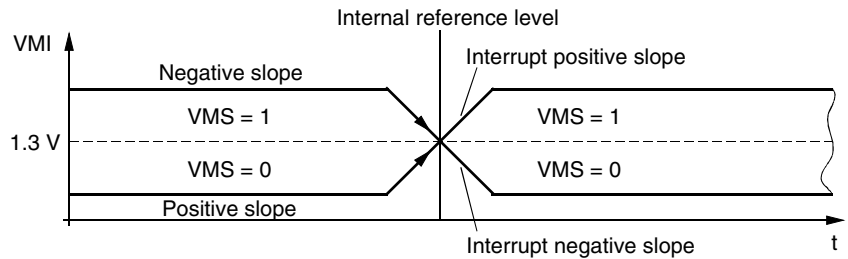 Internal reference level
VMI
Interrupt positive slope
Negative slope
VMS = 1
VMS = 1
1.3 V
VMS = 0
VMS = 0
Positive slope
Interrupt negative slope
t